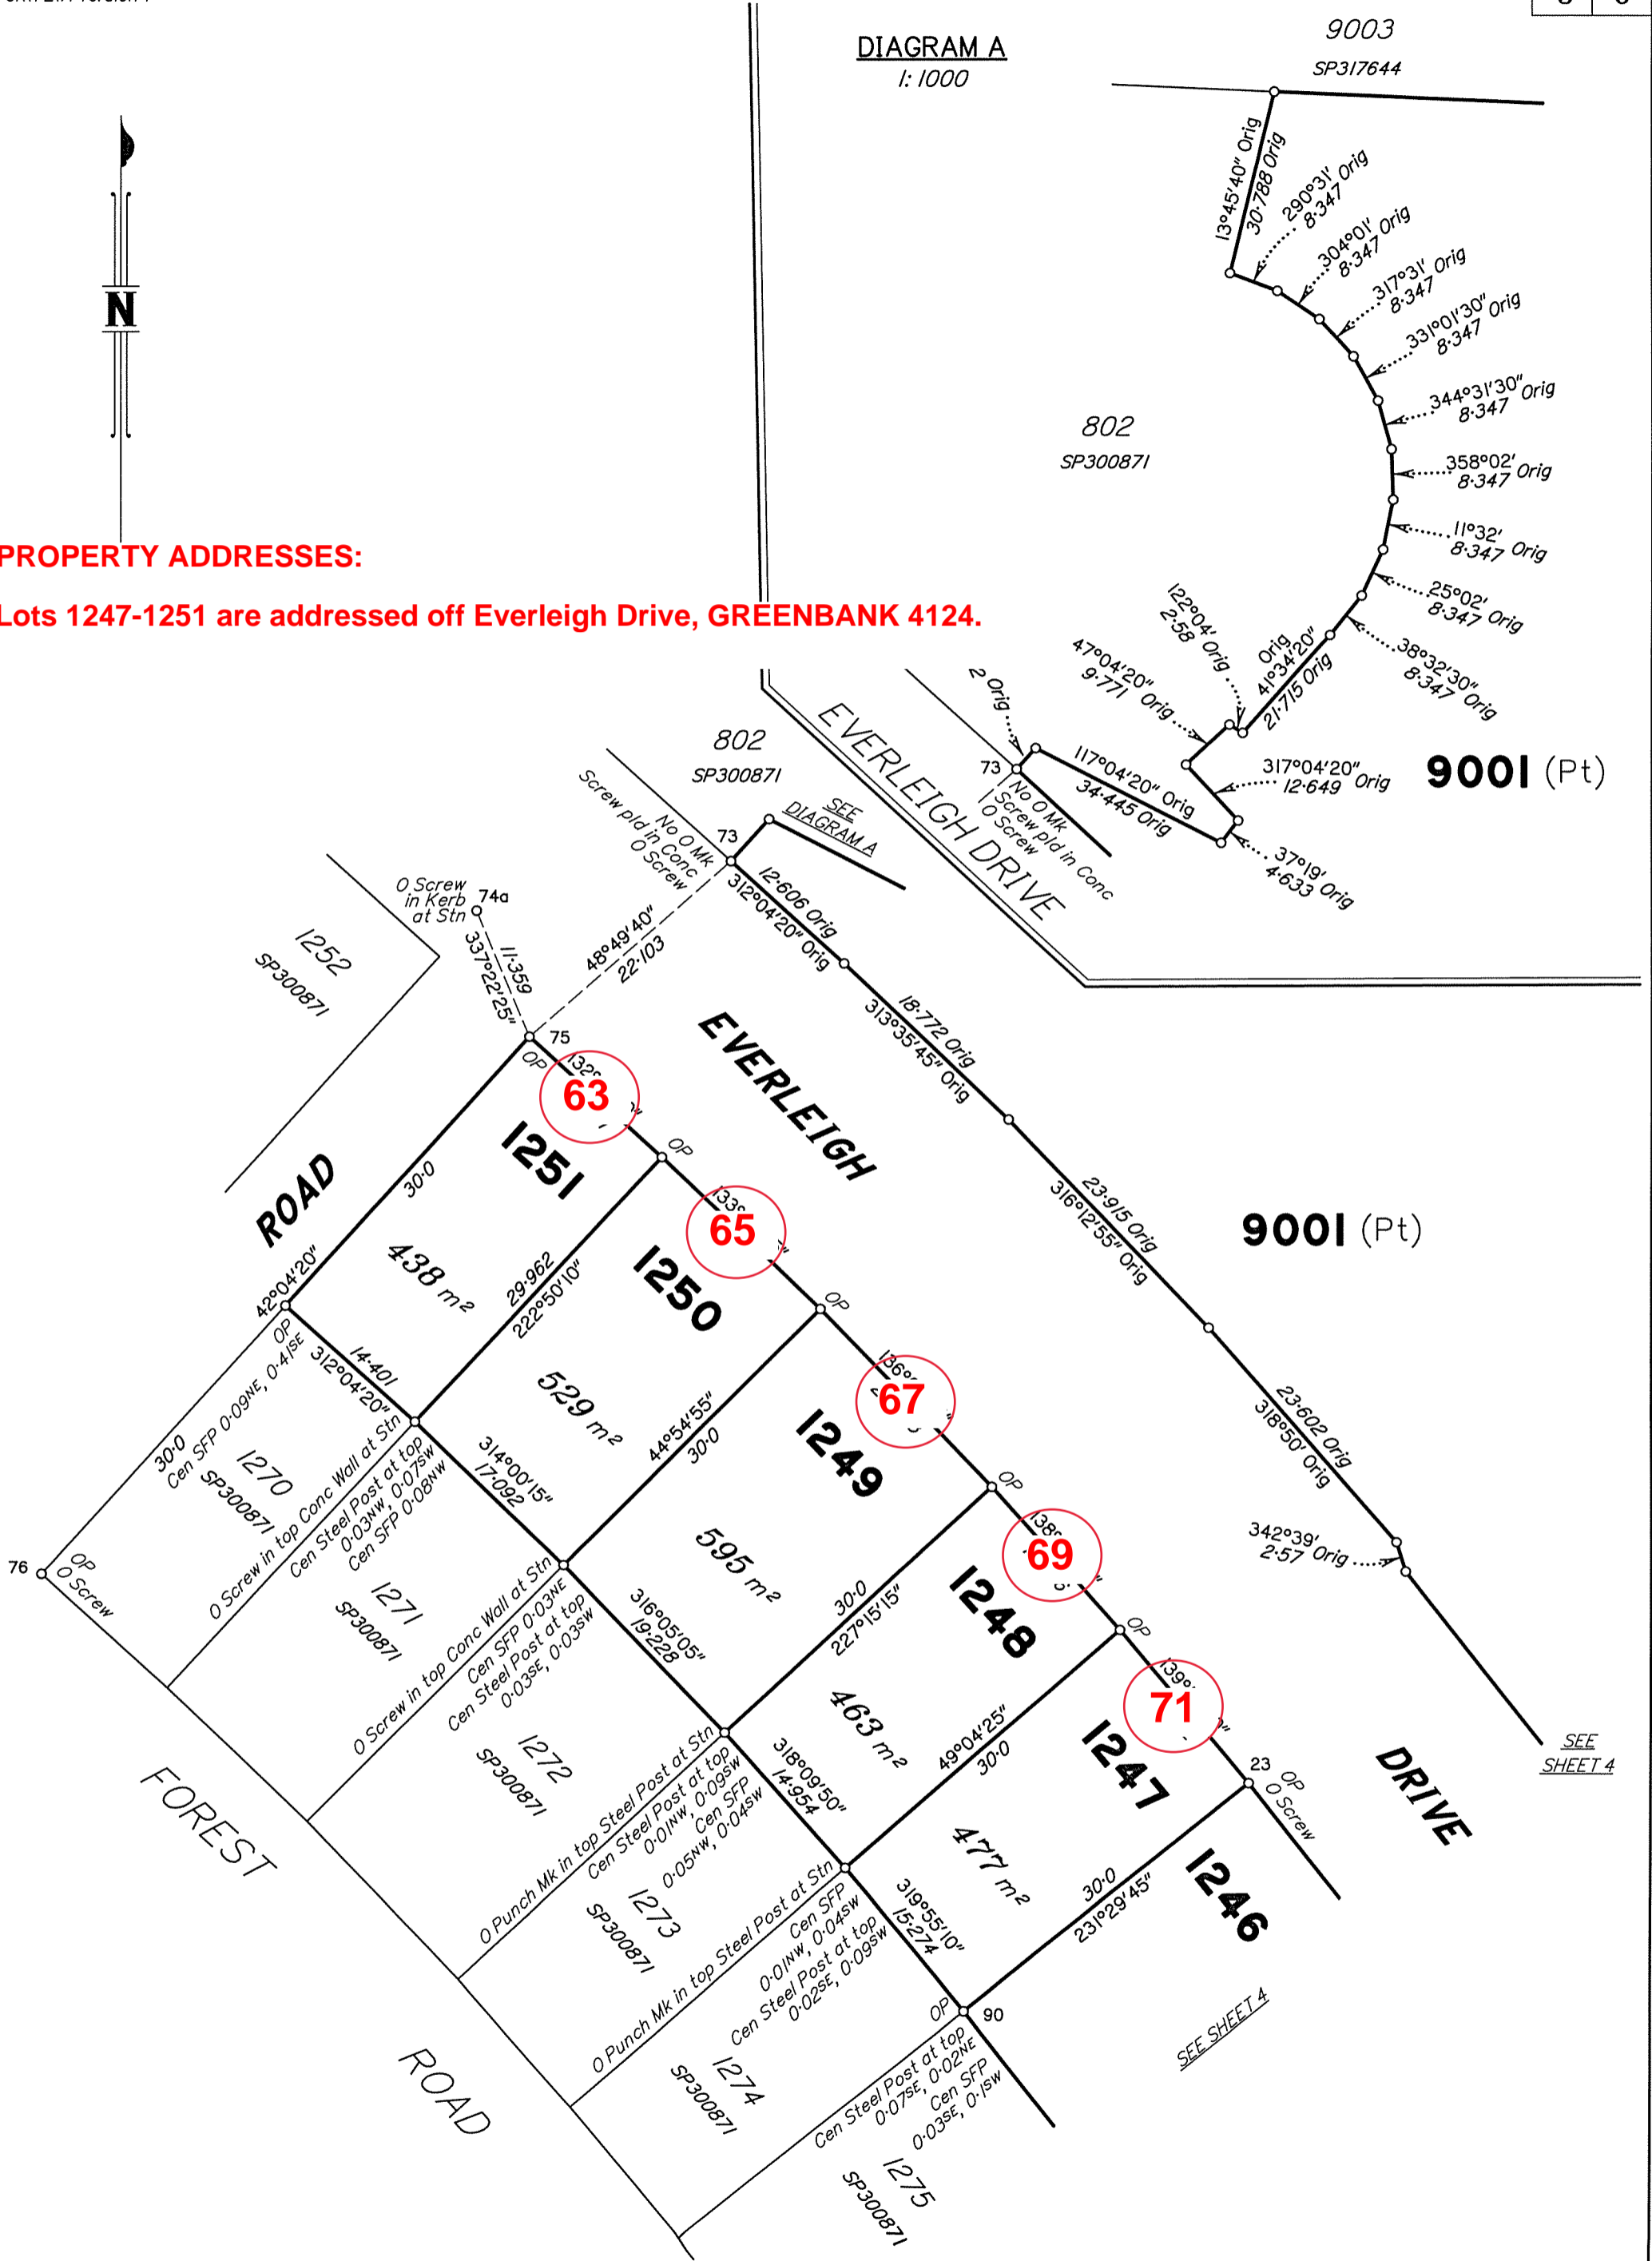 DIAGRAM A
1:1000
9003
SP317644
13°45'40" Orig
30·788 Orig
290°31' Orig
8·347
304°01' Orig
8·347
317°31' Orig
8·347
331°01'30" Orig
8·347
344°31'30" Orig
8·347
358°02' Orig
8·347
11°32' Orig
8·347
25°02' Orig
8·347
38°32'30" Orig
8·347
802
SP300871
N
PROPERTY ADDRESSES:
Lots 1247-1251 are addressed off Everleigh Drive, GREENBANK 4124.
122°04' Orig
2·58
Orig
41°34'20"
21·715 Orig
47°04'20" Orig
9·771
2 Orig
73
No O Mk
Screw pld in Conc
O Screw
117°04'20" Orig
34·445 Orig
317°04'20" Orig
12·649
37°19' Orig
4·633
9001 (Pt)
EVERLEIGH DRIVE
802
SP300871
SEE
DIAGRAM A
73
No O Mk
Screw pld in Conc
O Screw
12·606 Orig
312°04'20" Orig
O Screw
in Kerb
at Stn
74a
11·359
337°22'25"
48°49'40"
22·103
1252
SP300871
75
OP
18·772 Orig
313°35'45" Orig
EVERLEIGH
63
1251
438 m²
ROAD
30·0
42°04'20"
OP
65
1250
529 m²
29·962
222°50'10"
23·915 Orig
316°12'55" Orig
9001 (Pt)
OP
67
1249
595 m²
44°54'55"
30·0
OP
69
1248
463 m²
30·0
227°15'15"
23·602 Orig
318°50' Orig
342°39' Orig
2·57
OP
71
1247
477 m²
49°04'25"
30·0
SEE
SHEET 4
DRIVE
23
OP
O Screw
1246
30·0
231°29'45"
SEE SHEET 4
OP
Cen SFP 0·09NE, 0·41SE
14·401
312°04'20"
30·0
1270
SP300871
76
OP
O Screw
O Screw in top Conc Wall at Stn
Cen Steel Post at top
0·03NW, 0·07SW
Cen SFP 0·08NW
314°00'15"
17·092
1271
SP300871
O Screw in top Conc Wall at Stn
Cen SFP 0·03NE
Cen Steel Post at top
0·03SE, 0·03SW
316°05'05"
19·228
1272
SP300871
O Punch Mk in top Steel Post at Stn
Cen Steel Post at top
0·01NW, 0·09SW
Cen SFP
0·05NW, 0·04SW
318°09'50"
14·954
1273
SP300871
O Punch Mk in top Steel Post at Stn
Cen SFP
0·01NW, 0·04SW
Cen Steel Post at top
0·02SE, 0·09SW
319°55'10"
15·274
1274
SP300871
OP
90
Cen Steel Post at top
0·07SE, 0·02NE
Cen SFP
0·03SE, 0·1SW
1275
SP300871
FOREST
ROAD